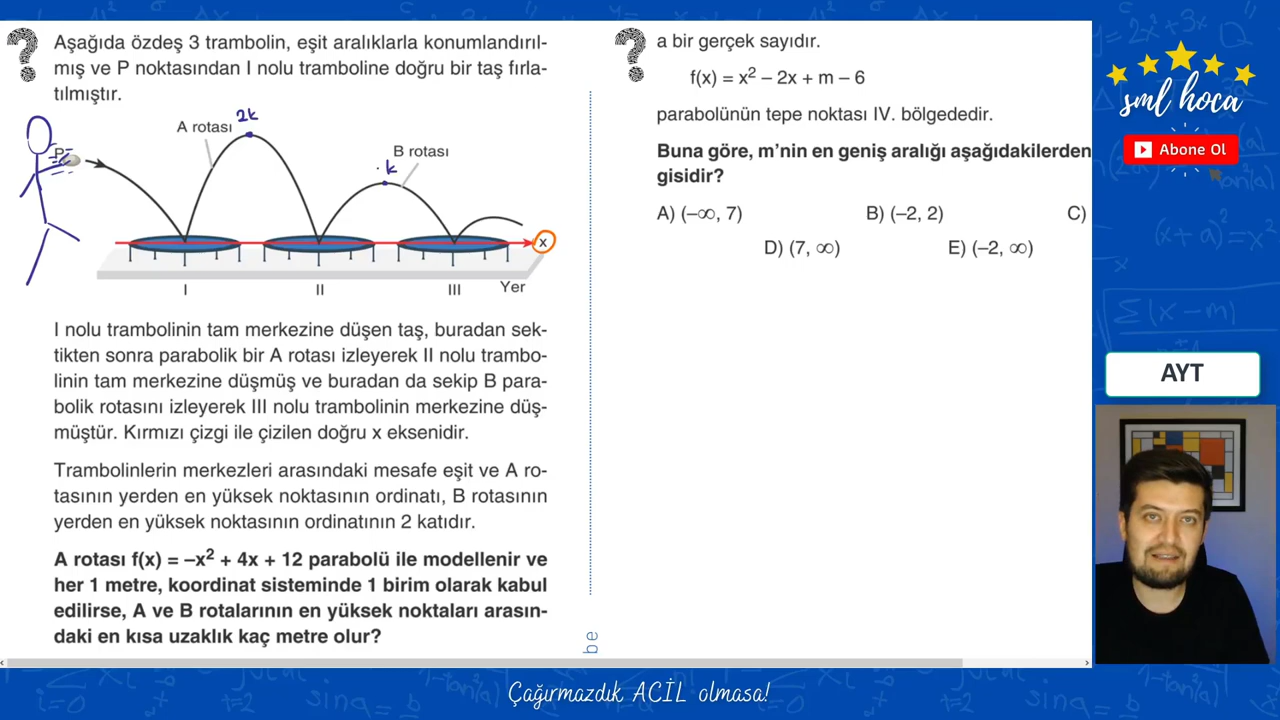 Aşağıda özdeş 3 trambolin, eşit aralıklarla konumlandırıl-
mış ve P noktasından I nolu tramboline doğru bir taş fırla-
tılmıştır.
2k
A rotası
P
k
B rotası
x
I
II
III
Yer
I nolu trambolinin tam merkezine düşen taş, buradan sek-
tikten sonra parabolik bir A rotası izleyerek II nolu trambo-
linin tam merkezine düşmüş ve buradan da sekip B para-
bolik rotasını izleyerek III nolu trambolinin merkezine düş-
müştür. Kırmızı çizgi ile çizilen doğru x eksenidir.
Trambolinlerin merkezleri arasındaki mesafe eşit ve A ro-
tasının yerden en yüksek noktasının ordinatı, B rotasının
yerden en yüksek noktasının ordinatının 2 katıdır.
A rotası f(x) = –x² + 4x + 12 parabolü ile modellenir ve
her 1 metre, koordinat sisteminde 1 birim olarak kabul
edilirse, A ve B rotalarının en yüksek noktaları arasın-
daki en kısa uzaklık kaç metre olur?
be
a bir gerçek sayıdır.
f(x) = x² – 2x + m – 6
parabolünün tepe noktası IV. bölgededir.
Buna göre, m'nin en geniş aralığı aşağıdakilerden
gisidir?
A) (–∞, 7)
B) (–2, 2)
C)
D) (7, ∞)
E) (–2, ∞)
sml hoca
Abone Ol
AYT
Çağırmazdık ACİL olmasa!